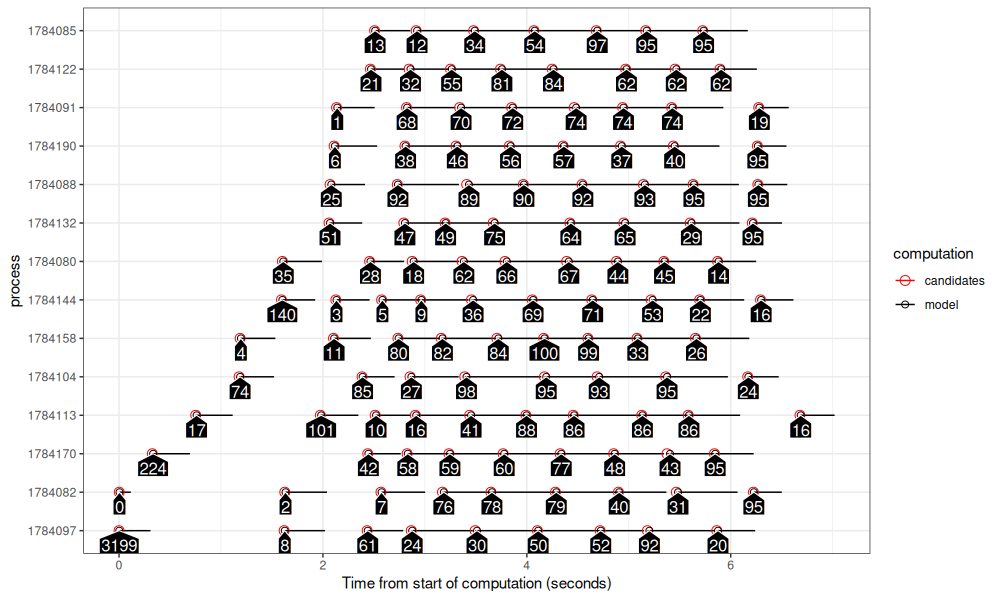 1784085 13 12 34 54 97 95 95
1784122 21 32 55 81 84 62 62 62
1784091 1 68 70 72 74 74 74 19
1784190 6 38 46 56 57 37 40 95
1784088 25 92 89 90 92 93 95 95
1784132 51 47 49 75 64 65 29 95
1784080 35 28 18 62 66 67 44 45 14
1784144 140 3 5 9 36 69 71 53 22 16
1784158 4 11 80 82 84 100 99 33 26
1784104 74 85 27 98 95 93 95 24
1784113 17 101 10 16 41 88 86 86 86 16
1784170 224 42 58 59 77 60 48 43 95
1784082 0 2 7 76 78 79 40 31 95
1784097 3199 8 61 24 30 50 52 92 20
0 2 4 6
Time from start of computation (seconds)
process
computation
candidates
model